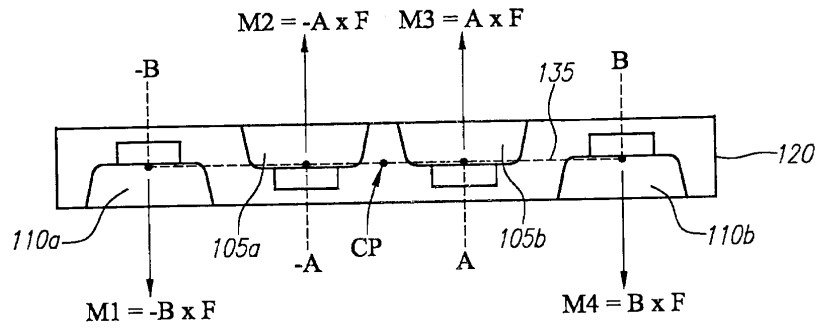 M2 = -A x F
M3 = A x F
-B
B
135
120
110a
105a
-A
CP
A
105b
110b
M1 = -B x F
M4 = B x F